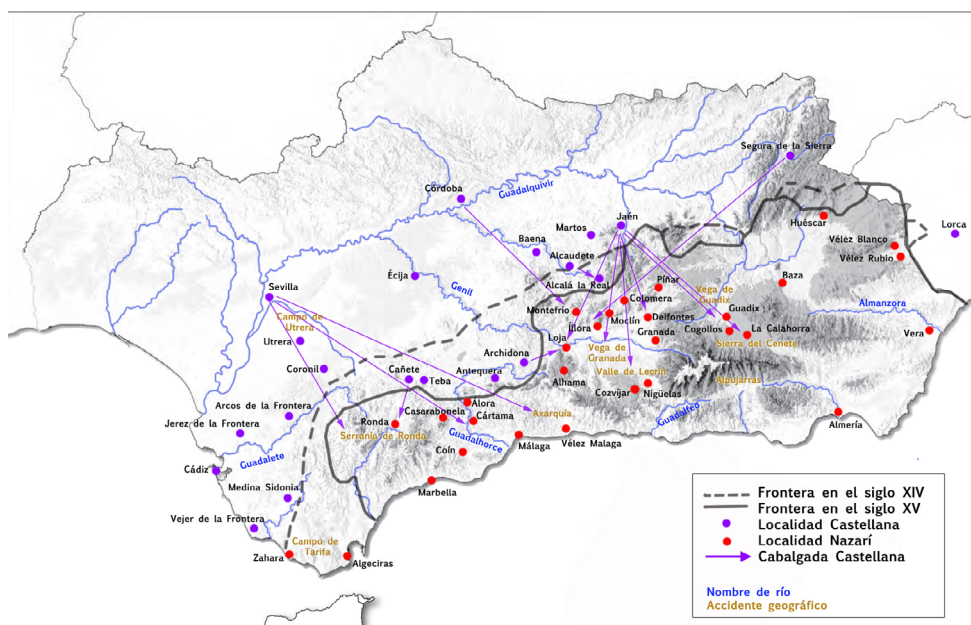 Segura de la Sierra
Córdoba
Guadalquivir
Jaén
Huéscar
Martos
Lorca
Baena
Vélez Blanco
Alcaudete
Vélez Rubio
Écija
Alcalá la Real
Píñar
Baza
Genil
Vega de
Guadix
Sevilla
Colomera
Almanzora
Montefrío
Moclín
Deifontes
Guadix
Campo de
Utrera
Íllora
Cogollos
La Calahorra
Granada
Vera
Utrera
Loja
Sierra del Cenete
Vega de
Granada
Archidona
Coronil
Cañete
Antequera
Valle de Lecrín
Alpujarras
Teba
Alhama
Cozvíjar
Nigüelas
Álora
Arcos de la Frontera
Casarabonela
Cártama
Axarquía
Guadalfeo
Jerez de la Frontera
Ronda
Almería
Serranía de Ronda
Guadalhorce
Vélez Malaga
Guadalete
Coín
Málaga
Cádiz
Medina Sidonia
Marbella
Vejer de la Frontera
Campo de
Tarifa
Zahara
Algeciras
Frontera en el siglo XIV
Frontera en el siglo XV
Localidad Castellana
Localidad Nazarí
Cabalgada Castellana
Nombre de río
Accidente geográfico